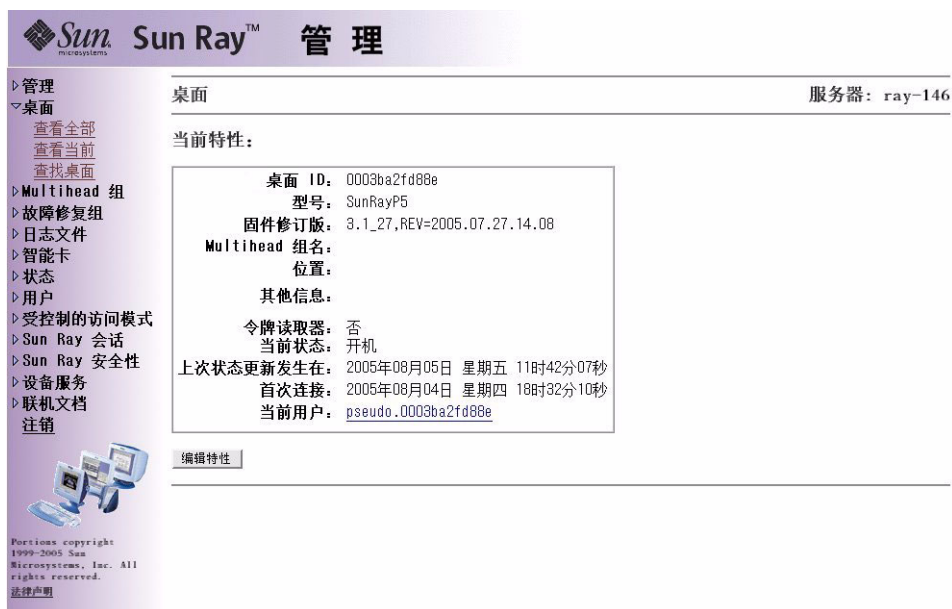 Sun microsystems Sun Ray™ 管 理
▷管理
▽桌面
查看全部
查看当前
查找桌面
▷Multihead 组
▷故障修复组
▷日志文件
▷智能卡
▷状态
▷用户
▷受控制的访问模式
▷Sun Ray 会话
▷Sun Ray 安全性
▷设备服务
▷联机文档
注销
Portions copyright
1999-2005 Sun
Microsystems, Inc. All
rights reserved.
法律声明
桌面 服务器: ray-146
当前特性:
桌面 ID: 0003ba2fd88e
型号: SunRayP5
固件修订版: 3.1_27,REV=2005.07.27.14.08
Multihead 组名:
位置:
其他信息:
令牌读取器: 否
当前状态: 开机
上次状态更新发生在: 2005年08月05日 星期五 11时42分07秒
首次连接: 2005年08月04日 星期四 18时32分10秒
当前用户: pseudo.0003ba2fd88e
编辑特性